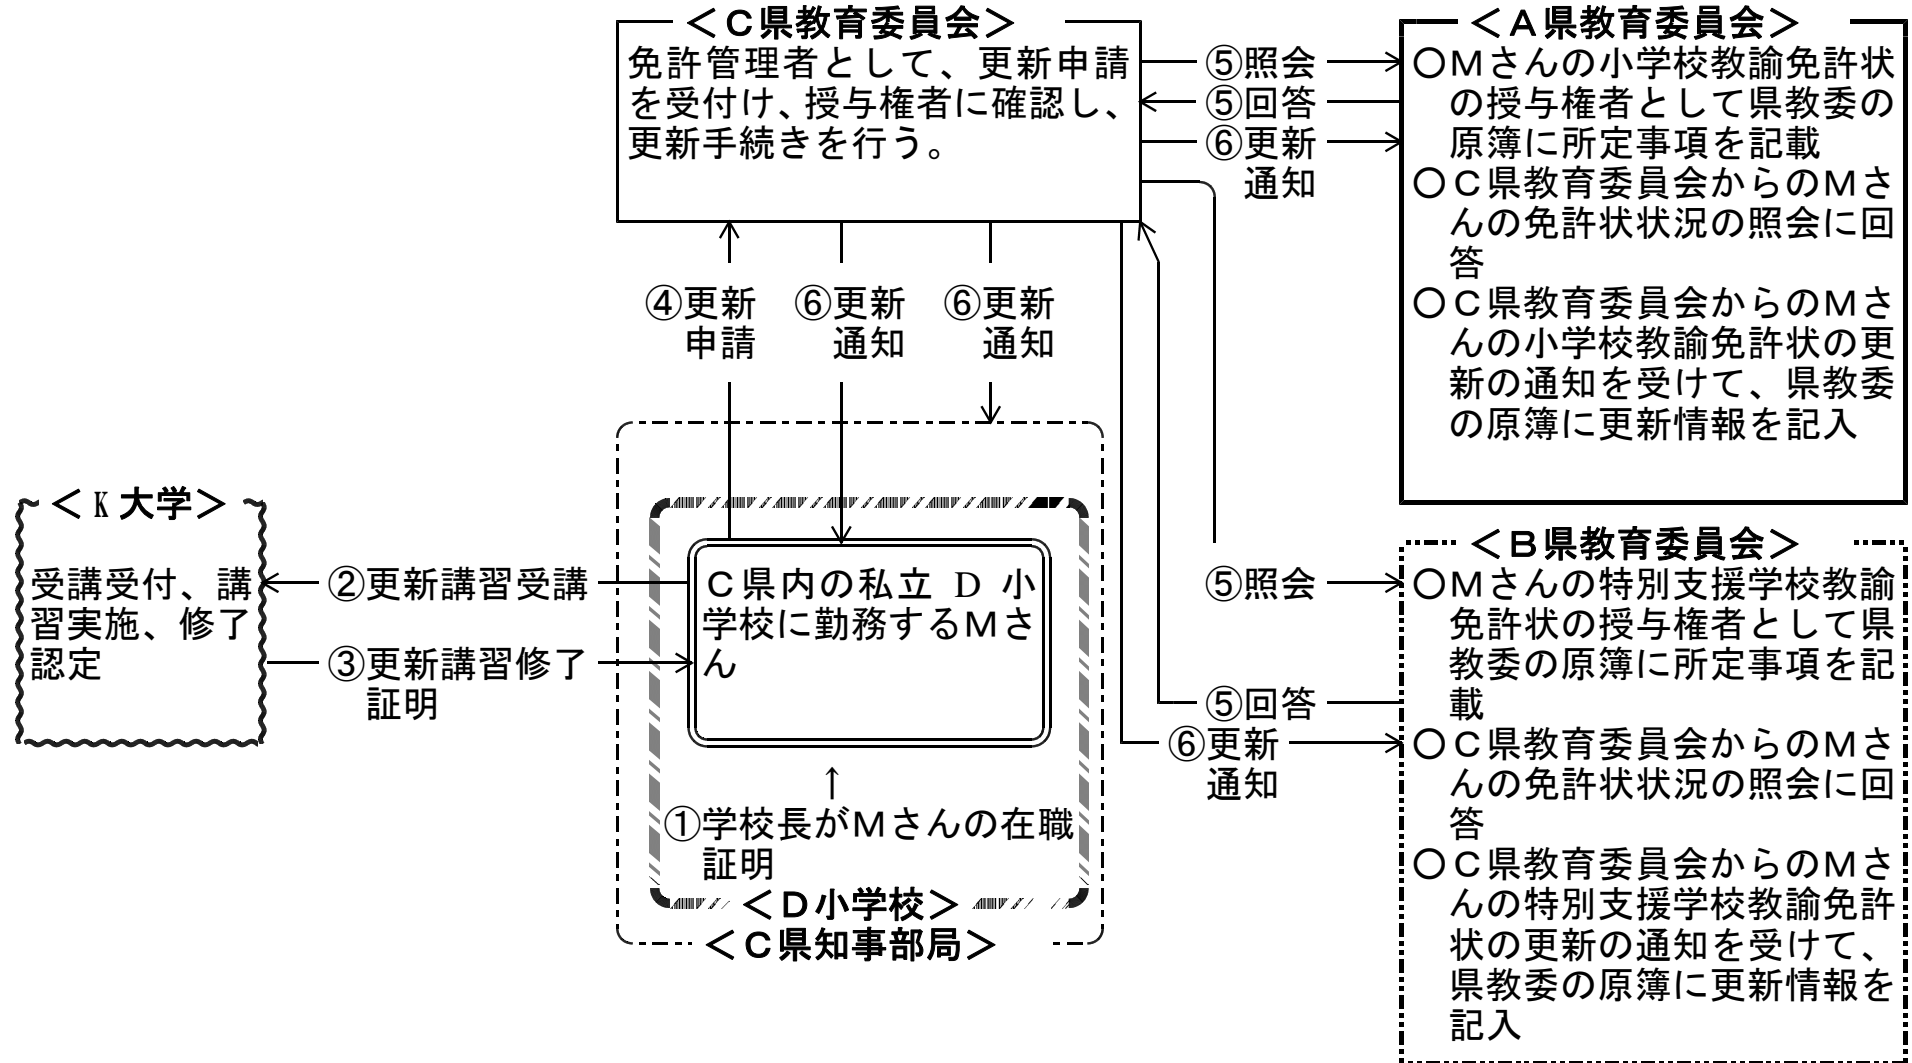 ＜Ｃ県教育委員会＞
免許管理者として、更新申請
を受付け、授与権者に確認し、
更新手続きを行う。
⑤照会
⑤回答
⑥更新
通知
＜Ａ県教育委員会＞
〇Ｍさんの小学校教諭免許状
の授与権者として県教委の
原簿に所定事項を記載
〇Ｃ県教育委員会からのＭさ
んの免許状状況の照会に回
答
〇Ｃ県教育委員会からのＭさ
んの小学校教諭免許状の更
新の通知を受けて、県教委
の原簿に更新情報を記入
④更新
申請
⑥更新
通知
⑥更新
通知
＜K大学＞
受講受付、講
習実施、修了
認定
②更新講習受講
③更新講習修了
証明
Ｃ県内の私立 D 小
学校に勤務するＭさ
ん
↑
①学校長がＭさんの在職
証明
＜Ｄ小学校＞
＜Ｃ県知事部局＞
⑤照会
⑤回答
⑥更新
通知
＜Ｂ県教育委員会＞
〇Ｍさんの特別支援学校教諭
免許状の授与権者として県
教委の原簿に所定事項を記
載
〇Ｃ県教育委員会からのＭさ
んの免許状状況の照会に回
答
〇Ｃ県教育委員会からのＭさ
んの特別支援学校教諭免許
状の更新の通知を受けて、
県教委の原簿に更新情報を
記入